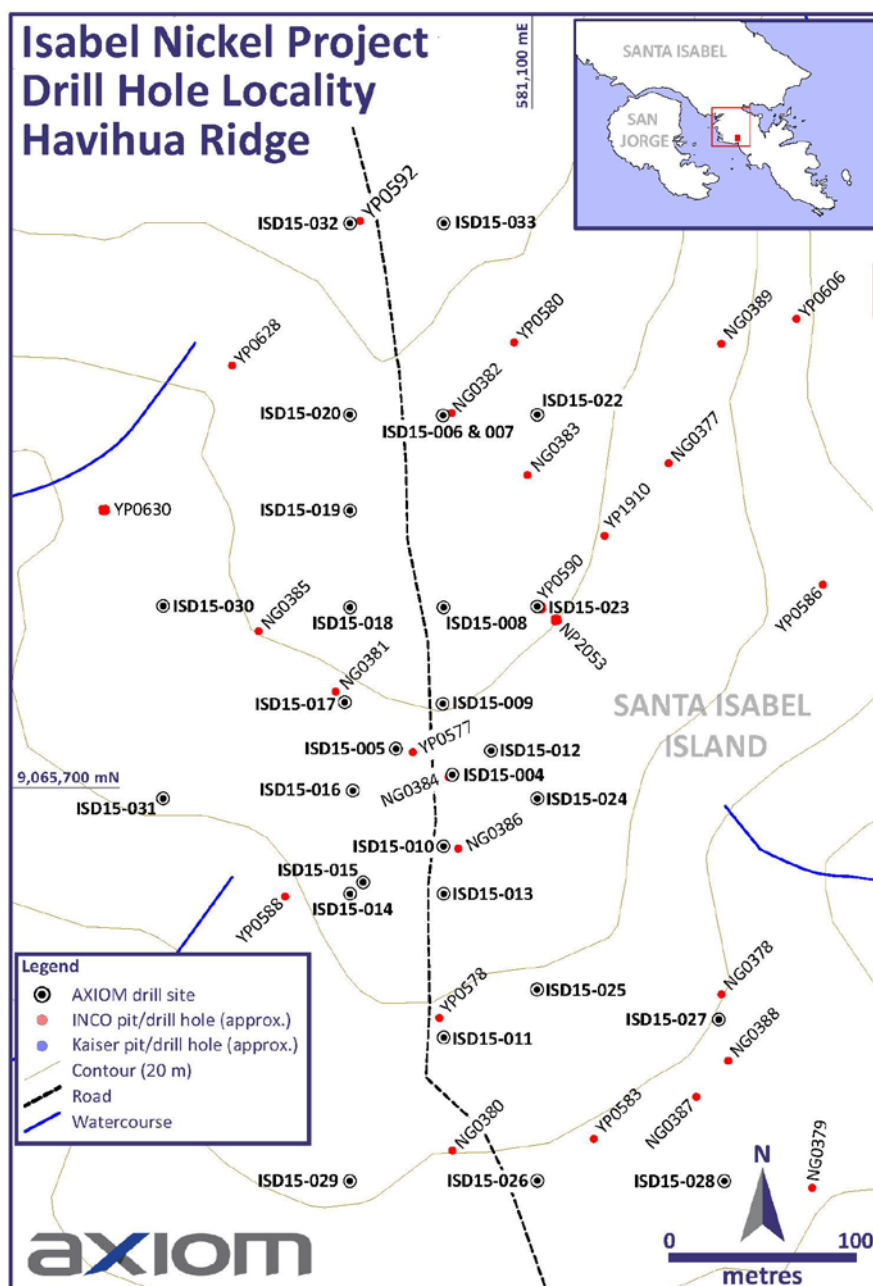 Isabel Nickel Project
Drill Hole Locality
Havihua Ridge
581,100 mE
SANTA ISABEL
SAN
JORGE
YP0592
ISD15-032
ISD15-033
YP0580
NG0389
YP0606
YP0628
NG0382
ISD15-020
ISD15-022
ISD15-006 & 007
NG0383
NG0377
YP0630
ISD15-019
YP1910
YP0590
YP0586
ISD15-030
NG0385
ISD15-018
ISD15-008
ISD15-023
NP2053
NG0381
ISD15-017
ISD15-009
SANTA ISABEL
ISLAND
ISD15-005
YP0577
ISD15-012
9,065,700 mN
NG0384
ISD15-004
ISD15-016
ISD15-031
ISD15-024
ISD15-010
NG0386
ISD15-015
YP0588
ISD15-014
ISD15-013
Legend
AXIOM drill site
INCO pit/drill hole (approx.)
Kaiser pit/drill hole (approx.)
Contour (20 m)
Road
Watercourse
YP0578
ISD15-025
NG0378
ISD15-027
ISD15-011
NG0388
NG0380
YP0583
NG0387
NG0379
ISD15-029
ISD15-026
ISD15-028
N
axiom
0 100
metres